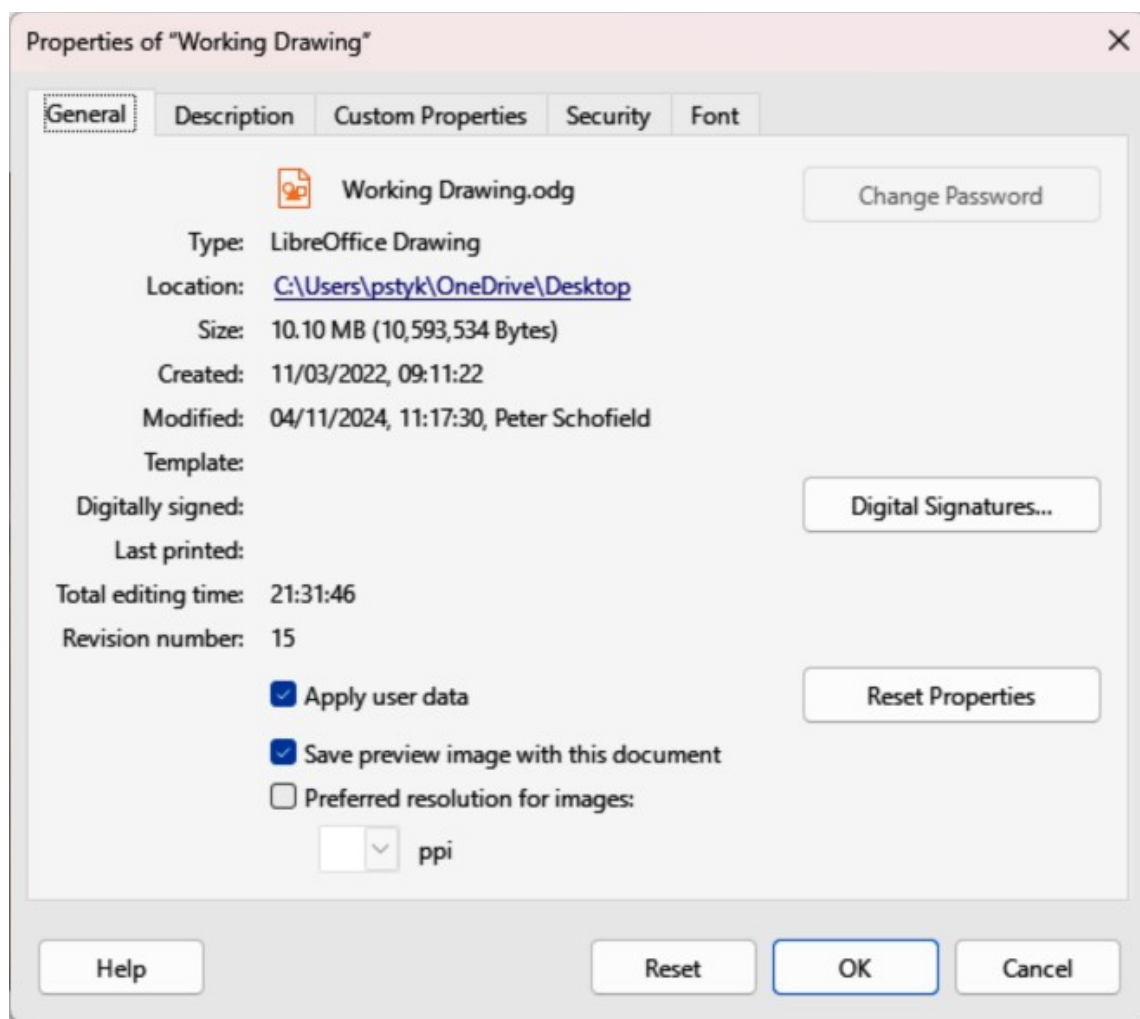 Properties of “Working Drawing”
General Description Custom Properties Security Font
Working Drawing.odg
Change Password
Type: LibreOffice Drawing
Location: C:\Users\pstyk\OneDrive\Desktop
Size: 10.10 MB (10,593,534 Bytes)
Created: 11/03/2022, 09:11:22
Modified: 04/11/2024, 11:17:30, Peter Schofield
Template:
Digitally signed:
Digital Signatures...
Last printed:
Total editing time: 21:31:46
Revision number: 15
Apply user data
Reset Properties
Save preview image with this document
Preferred resolution for images:
ppi
Help Reset OK Cancel